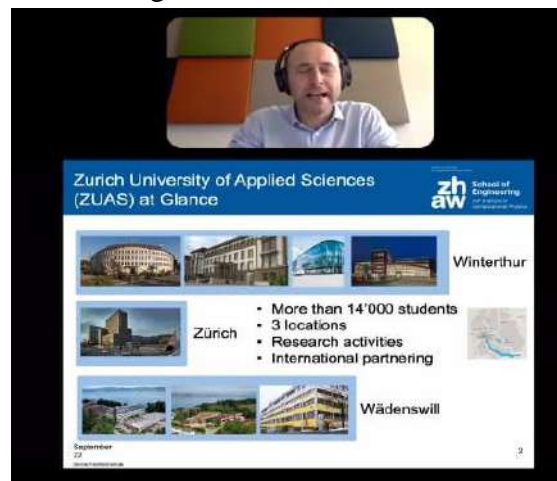 Zurich University of Applied Sciences
(ZUAS) at Glance
zh
aw
School of
Engineering
Winterthur
Zürich
• More than 14'000 students
• 3 locations
• Research activities
• International partnering
Wädenswill
September
22
2